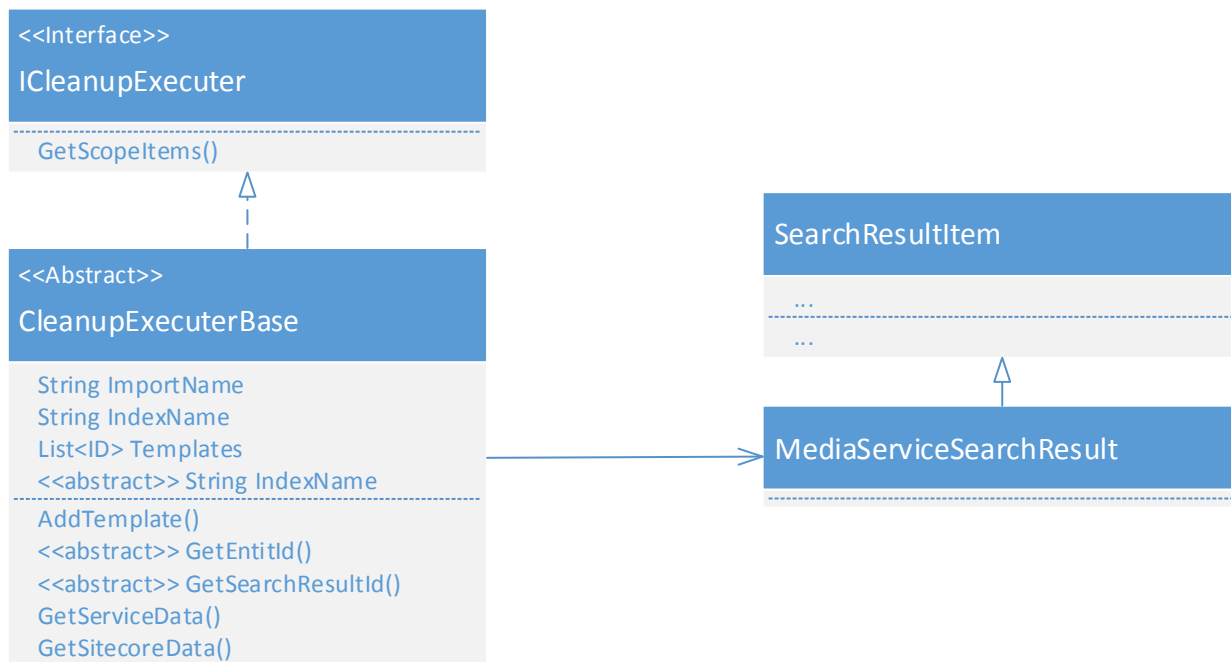 <<Interface>>
ICleanupExecuter
GetScopeItems()
<<Abstract>>
CleanupExecuterBase
String ImportName
String IndexName
List<ID> Templates
<<abstract>> String IndexName
AddTemplate()
<<abstract>> GetEntitId()
<<abstract>> GetSearchResultId()
GetServiceData()
GetSitecoreData()
SearchResultItem
...
...
MediaServiceSearchResult